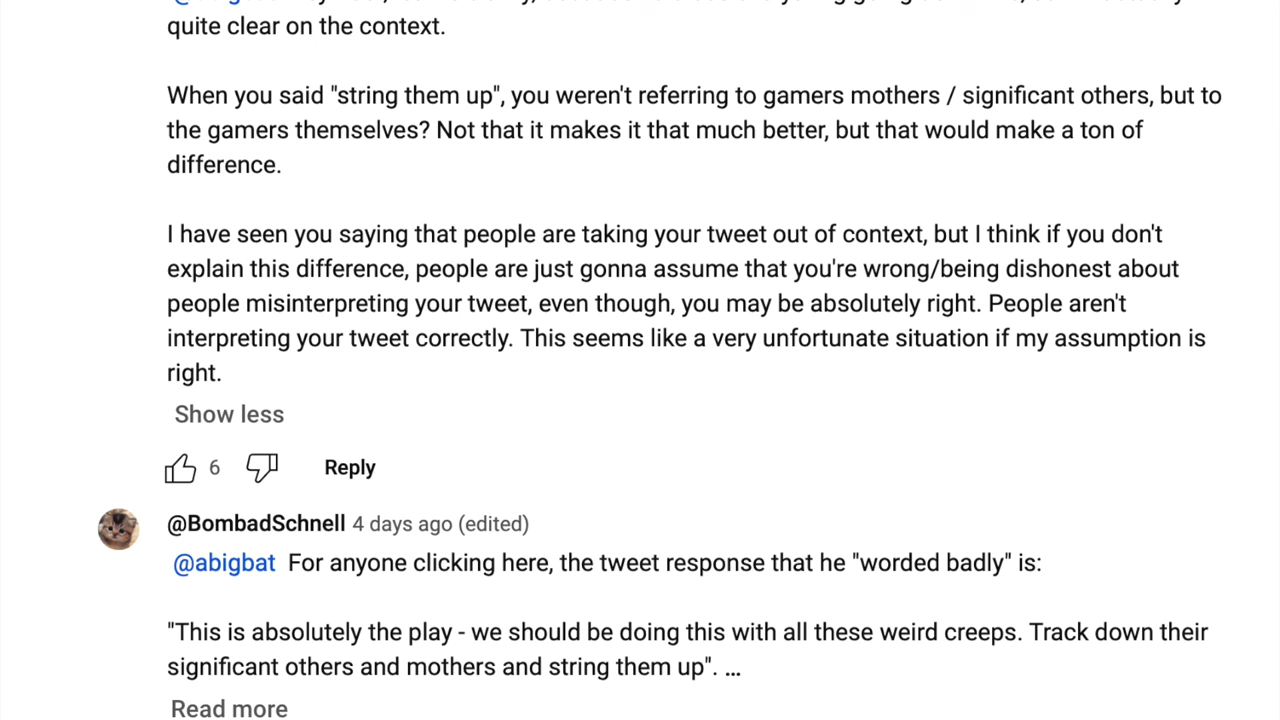 quite clear on the context.
When you said "string them up", you weren't referring to gamers mothers / significant others, but to
the gamers themselves? Not that it makes it that much better, but that would make a ton of
difference.
I have seen you saying that people are taking your tweet out of context, but I think if you don't
explain this difference, people are just gonna assume that you're wrong/being dishonest about
people misinterpreting your tweet, even though, you may be absolutely right. People aren't
interpreting your tweet correctly. This seems like a very unfortunate situation if my assumption is
right.
Show less
6 Reply
@BombadSchnell 4 days ago (edited)
@abigbat For anyone clicking here, the tweet response that he "worded badly" is:
"This is absolutely the play - we should be doing this with all these weird creeps. Track down their
significant others and mothers and string them up". ...
Read more